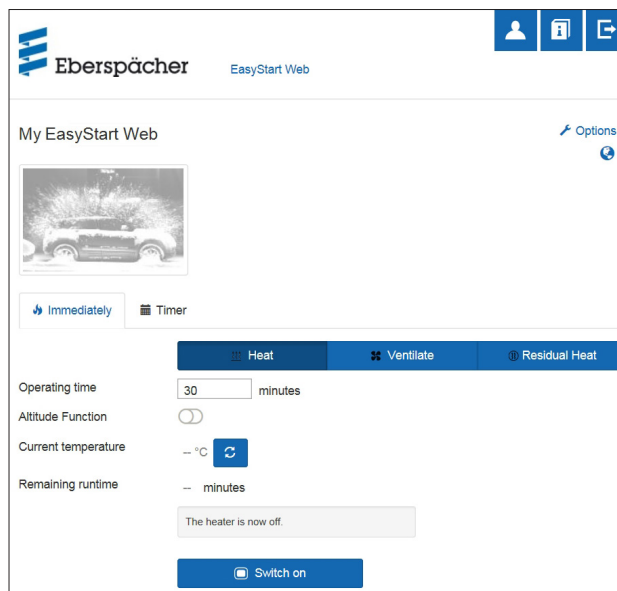 Eberspächer
EasyStart Web
My EasyStart Web
Options
Immediately
Timer
Heat
Ventilate
Residual Heat
Operating time
30 minutes
Altitude Function
Current temperature
-- °C
Remaining runtime
-- minutes
The heater is now off.
Switch on